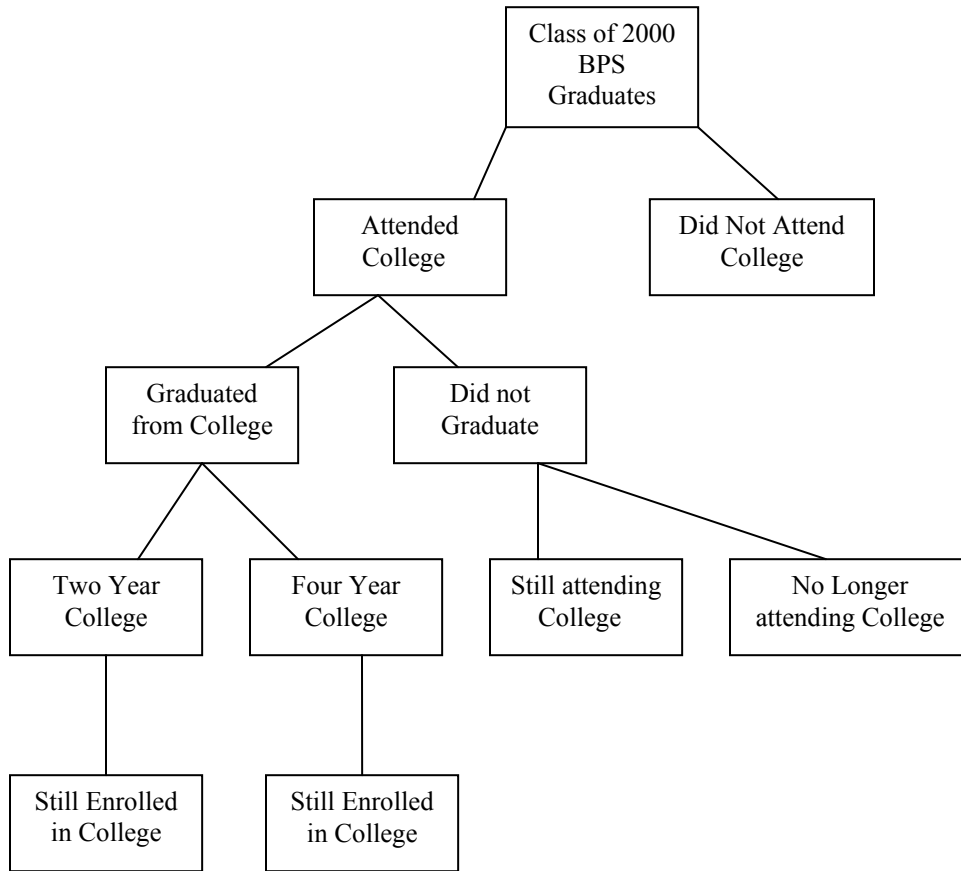 Class of 2000
BPS
Graduates
Attended
College
Did Not Attend
College
Graduated
from College
Did not
Graduate
Two Year
College
Four Year
College
Still attending
College
No Longer
attending College
Still Enrolled
in College
Still Enrolled
in College